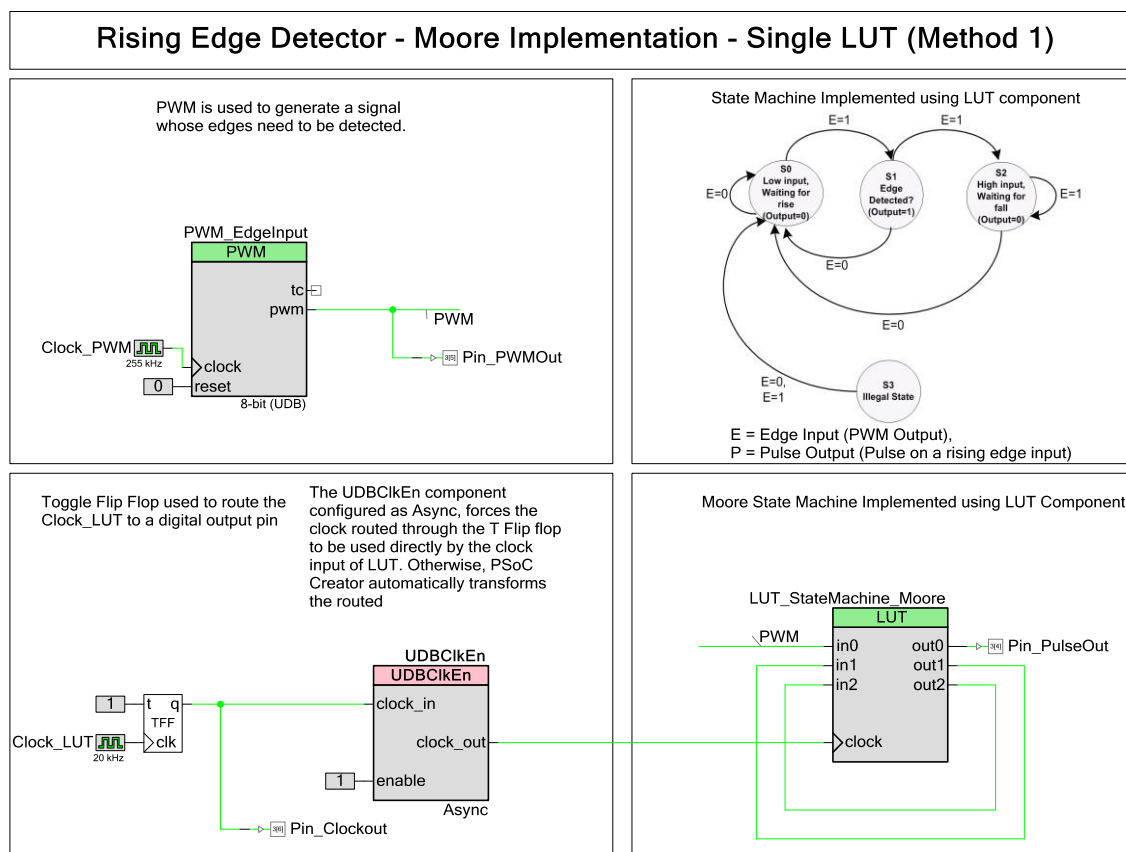 Rising Edge Detector - Moore Implementation - Single LUT (Method 1)
PWM is used to generate a signal
whose edges need to be detected.
PWM_EdgeInput
PWM
tc
pwm
PWM
Clock_PWM
255 kHz
clock
3[5]
Pin_PWMOut
0
reset
8-bit (UDB)
State Machine Implemented using LUT component
E=1
E=1
S0
Low input,
Waiting for
rise
(Output=0)
S1
Edge
Detected?
(Output=1)
S2
High input,
Waiting for
fall
(Output=0)
E=0
E=1
E=0
E=0
E=0,
E=1
S3
Illegal State
E = Edge Input (PWM Output),
P = Pulse Output (Pulse on a rising edge input)
Toggle Flip Flop used to route the
Clock_LUT to a digital output pin
The UDBClkEn component
configured as Async, forces the
clock routed through the T Flip flop
to be used directly by the clock
input of LUT. Otherwise, PSoC
Creator automatically transforms
the routed
UDBClkEn
UDBClkEn
1
t q
TFF
clk
Clock_LUT
20 kHz
clock_in
clock_out
1
enable
Async
3[6]
Pin_Clockout
Moore State Machine Implemented using LUT Component
LUT_StateMachine_Moore
LUT
PWM
in0 out0
3[4]
Pin_PulseOut
in1 out1
in2 out2
clock